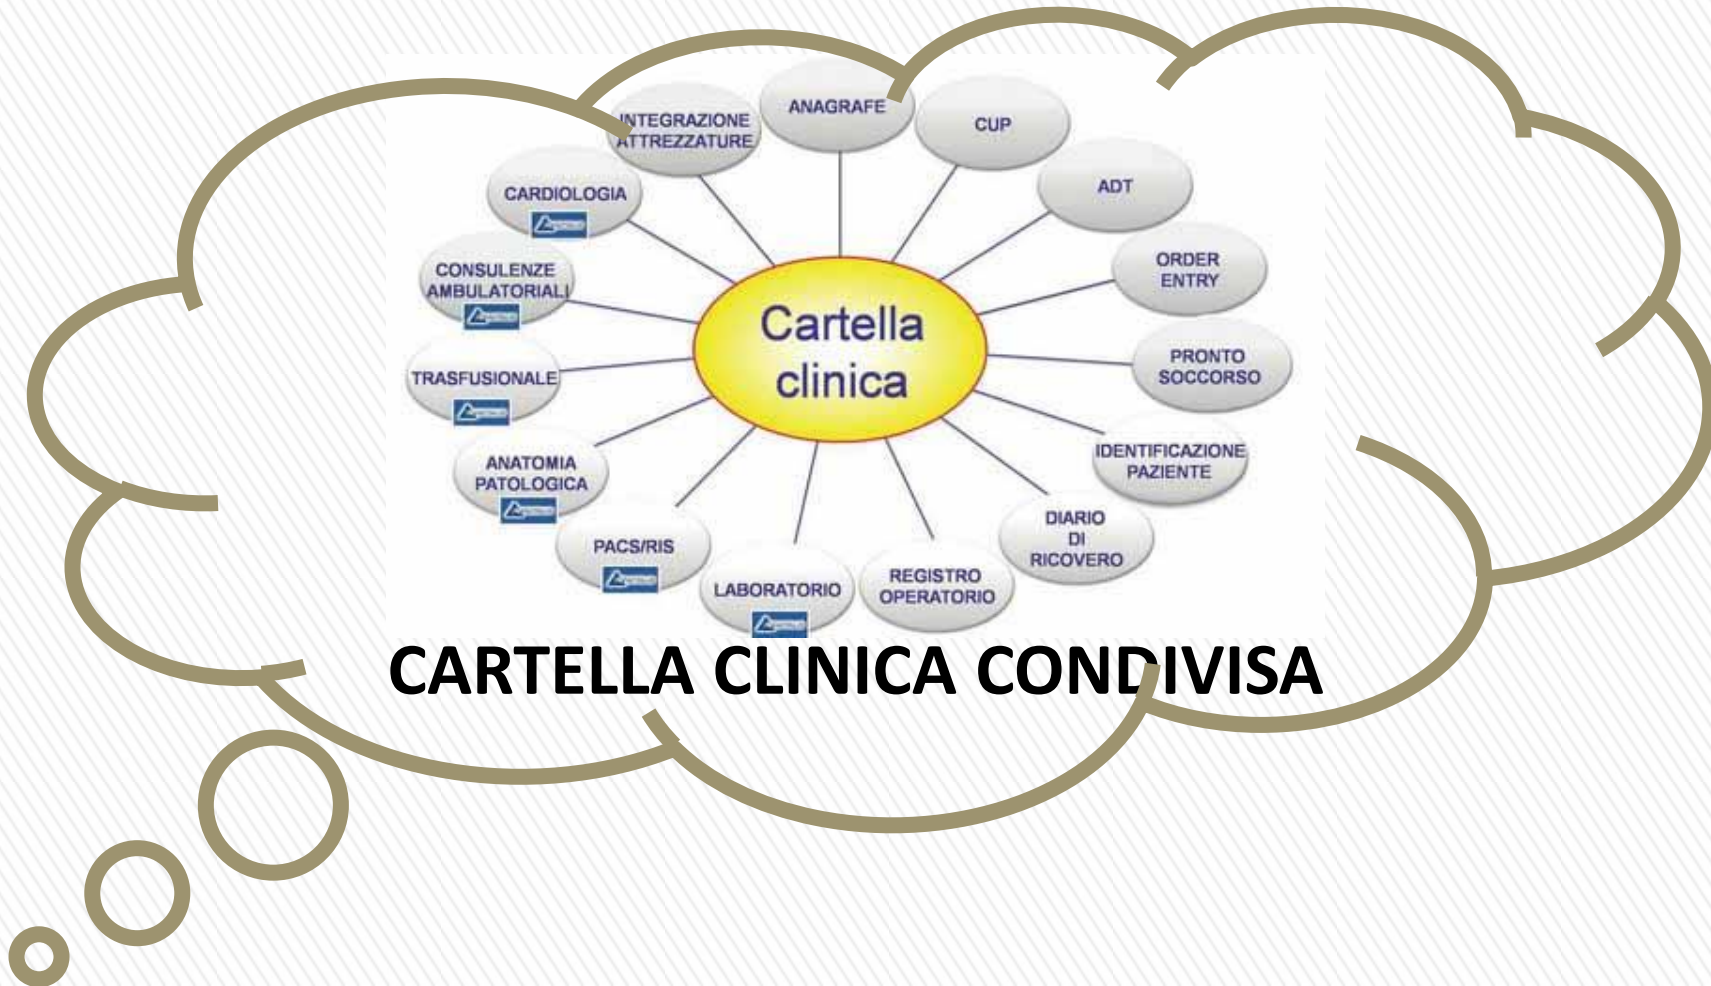 ANAGRAFE
CUP
ADT
ORDER
ENTRY
PRONTO
SOCCORSO
IDENTIFICAZIONE
PAZIENTE
DIARIO
DI
RICOVERO
REGISTRO
OPERATORIO
LABORATORIO
PACS/RIS
ANATOMIA
PATOLOGICA
TRASFUSIONALE
CONSULENZE
AMBULATORIALI
CARDIOLOGIA
INTEGRAZIONE
ATTREZZATURE
Cartella
clinica
CARTELLA CLINICA CONDIVISA